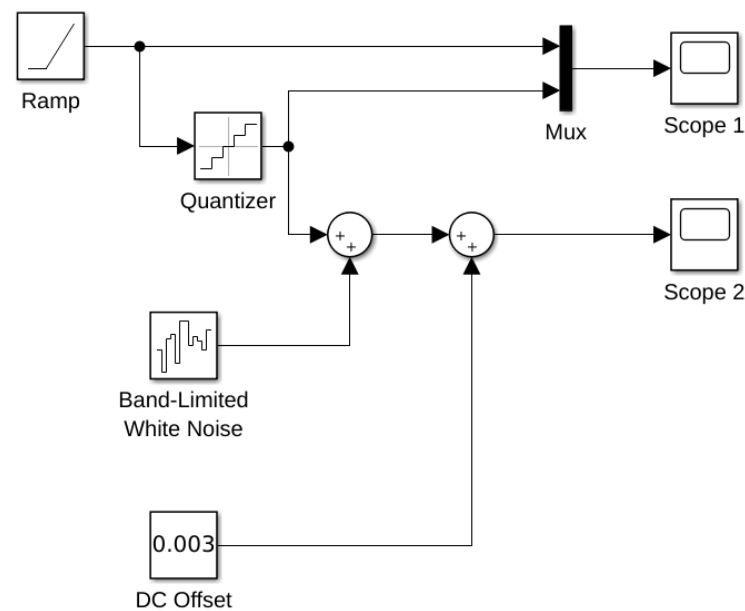 Ramp
Mux
Scope 1
Quantizer
+
+
+
+
Scope 2
Band-Limited
White Noise
0.003
DC Offset